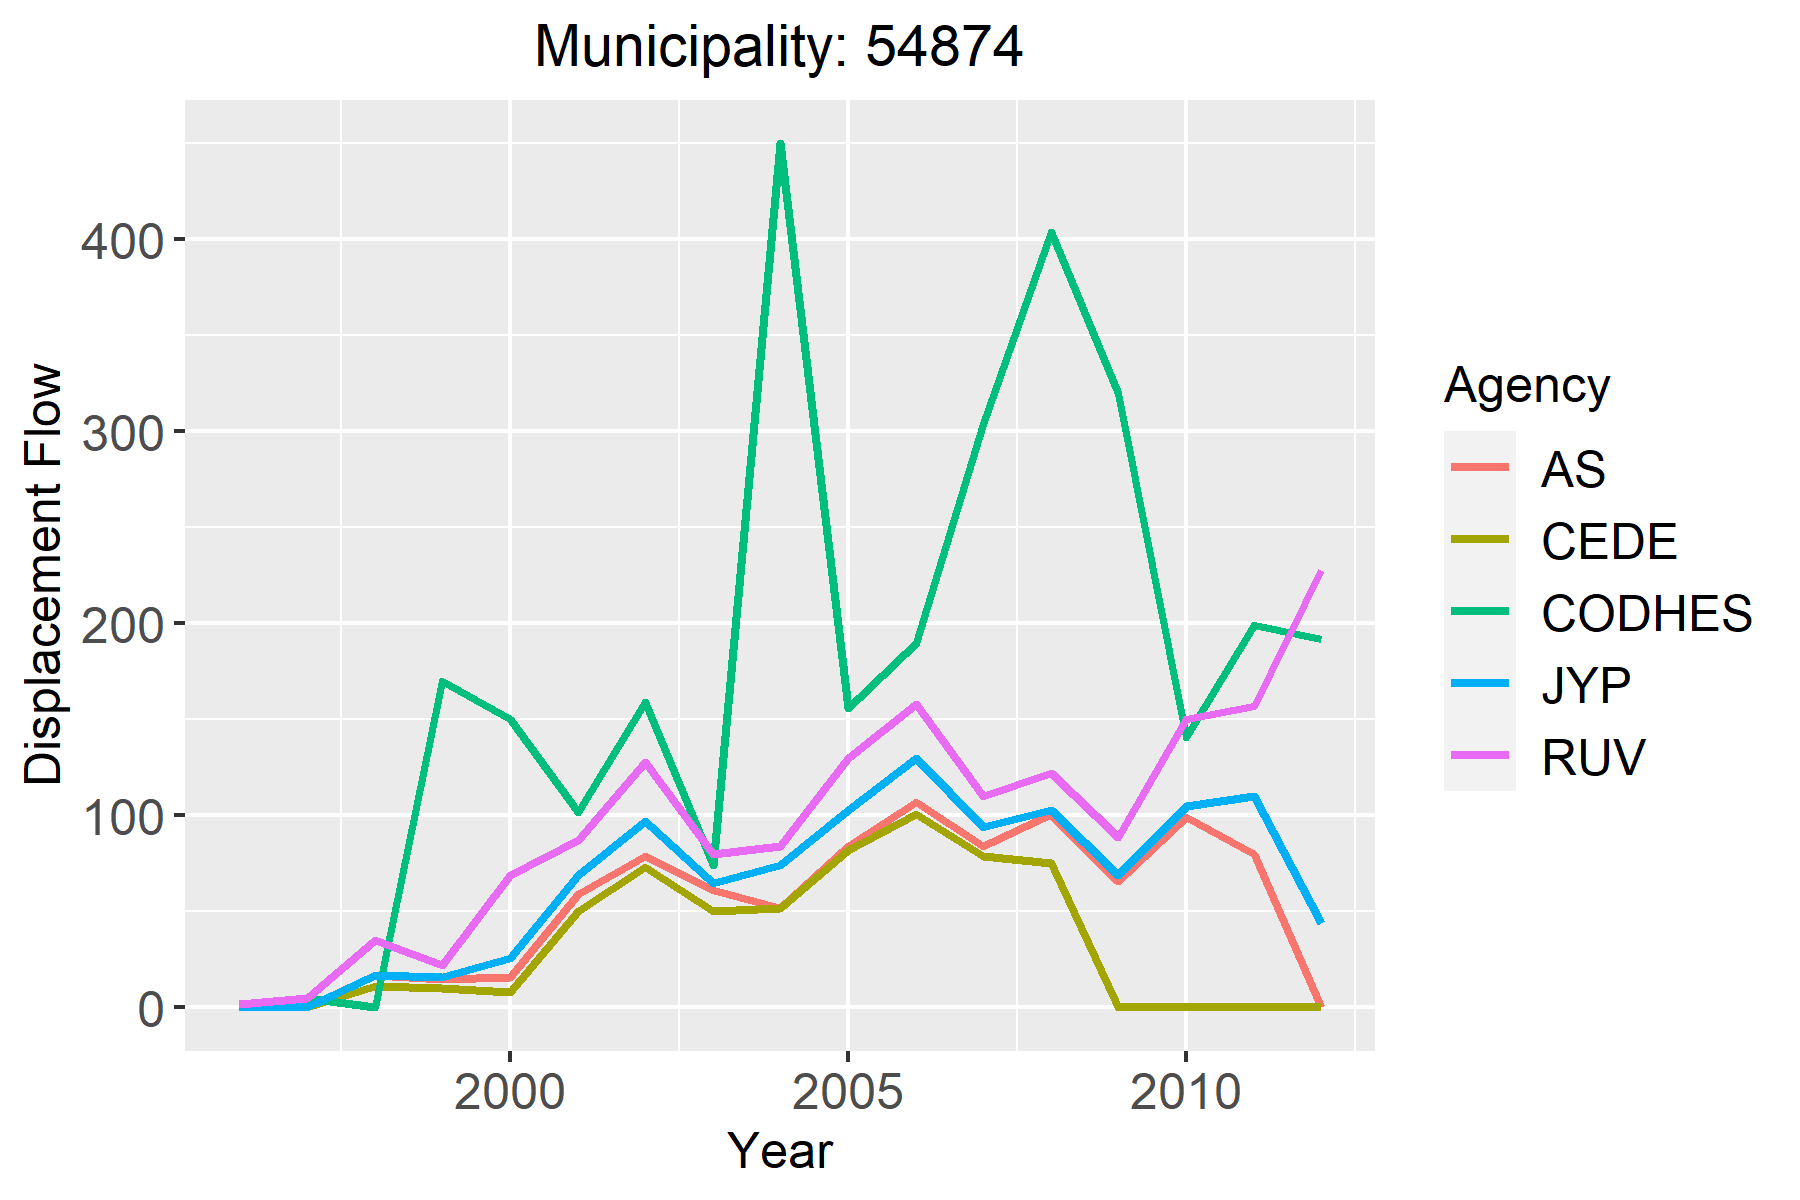 Municipality: 54874
Displacement Flow
400
300
200
100
0
2000 2005 2010
Year
Agency
AS
CEDE
CODHES
JYP
RUV